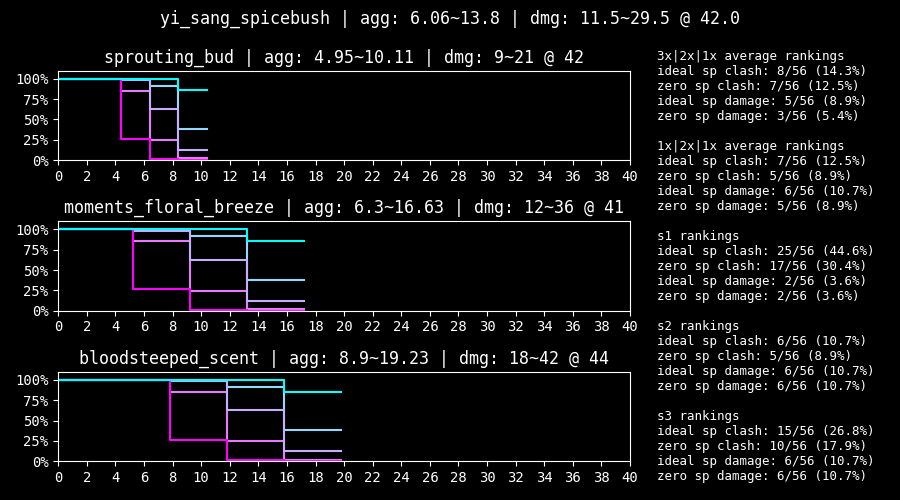 yi_sang_spicebush | agg: 6.06~13.8 | dmg: 11.5~29.5 @ 42.0
sprouting_bud | agg: 4.95~10.11 | dmg: 9~21 @ 42
100%
75%
50%
25%
0%
0 2 4 6 8 10 12 14 16 18 20 22 24 26 28 30 32 34 36 38 40
moments_floral_breeze | agg: 6.3~16.63 | dmg: 12~36 @ 41
100%
75%
50%
25%
0%
0 2 4 6 8 10 12 14 16 18 20 22 24 26 28 30 32 34 36 38 40
bloodsteeped_scent | agg: 8.9~19.23 | dmg: 18~42 @ 44
100%
75%
50%
25%
0%
0 2 4 6 8 10 12 14 16 18 20 22 24 26 28 30 32 34 36 38 40
3x|2x|1x average rankings
ideal sp clash: 8/56 (14.3%)
zero sp clash: 7/56 (12.5%)
ideal sp damage: 5/56 (8.9%)
zero sp damage: 3/56 (5.4%)
1x|2x|1x average rankings
ideal sp clash: 7/56 (12.5%)
zero sp clash: 5/56 (8.9%)
ideal sp damage: 6/56 (10.7%)
zero sp damage: 5/56 (8.9%)
s1 rankings
ideal sp clash: 25/56 (44.6%)
zero sp clash: 17/56 (30.4%)
ideal sp damage: 2/56 (3.6%)
zero sp damage: 2/56 (3.6%)
s2 rankings
ideal sp clash: 6/56 (10.7%)
zero sp clash: 5/56 (8.9%)
ideal sp damage: 6/56 (10.7%)
zero sp damage: 6/56 (10.7%)
s3 rankings
ideal sp clash: 15/56 (26.8%)
zero sp clash: 10/56 (17.9%)
ideal sp damage: 6/56 (10.7%)
zero sp damage: 6/56 (10.7%)